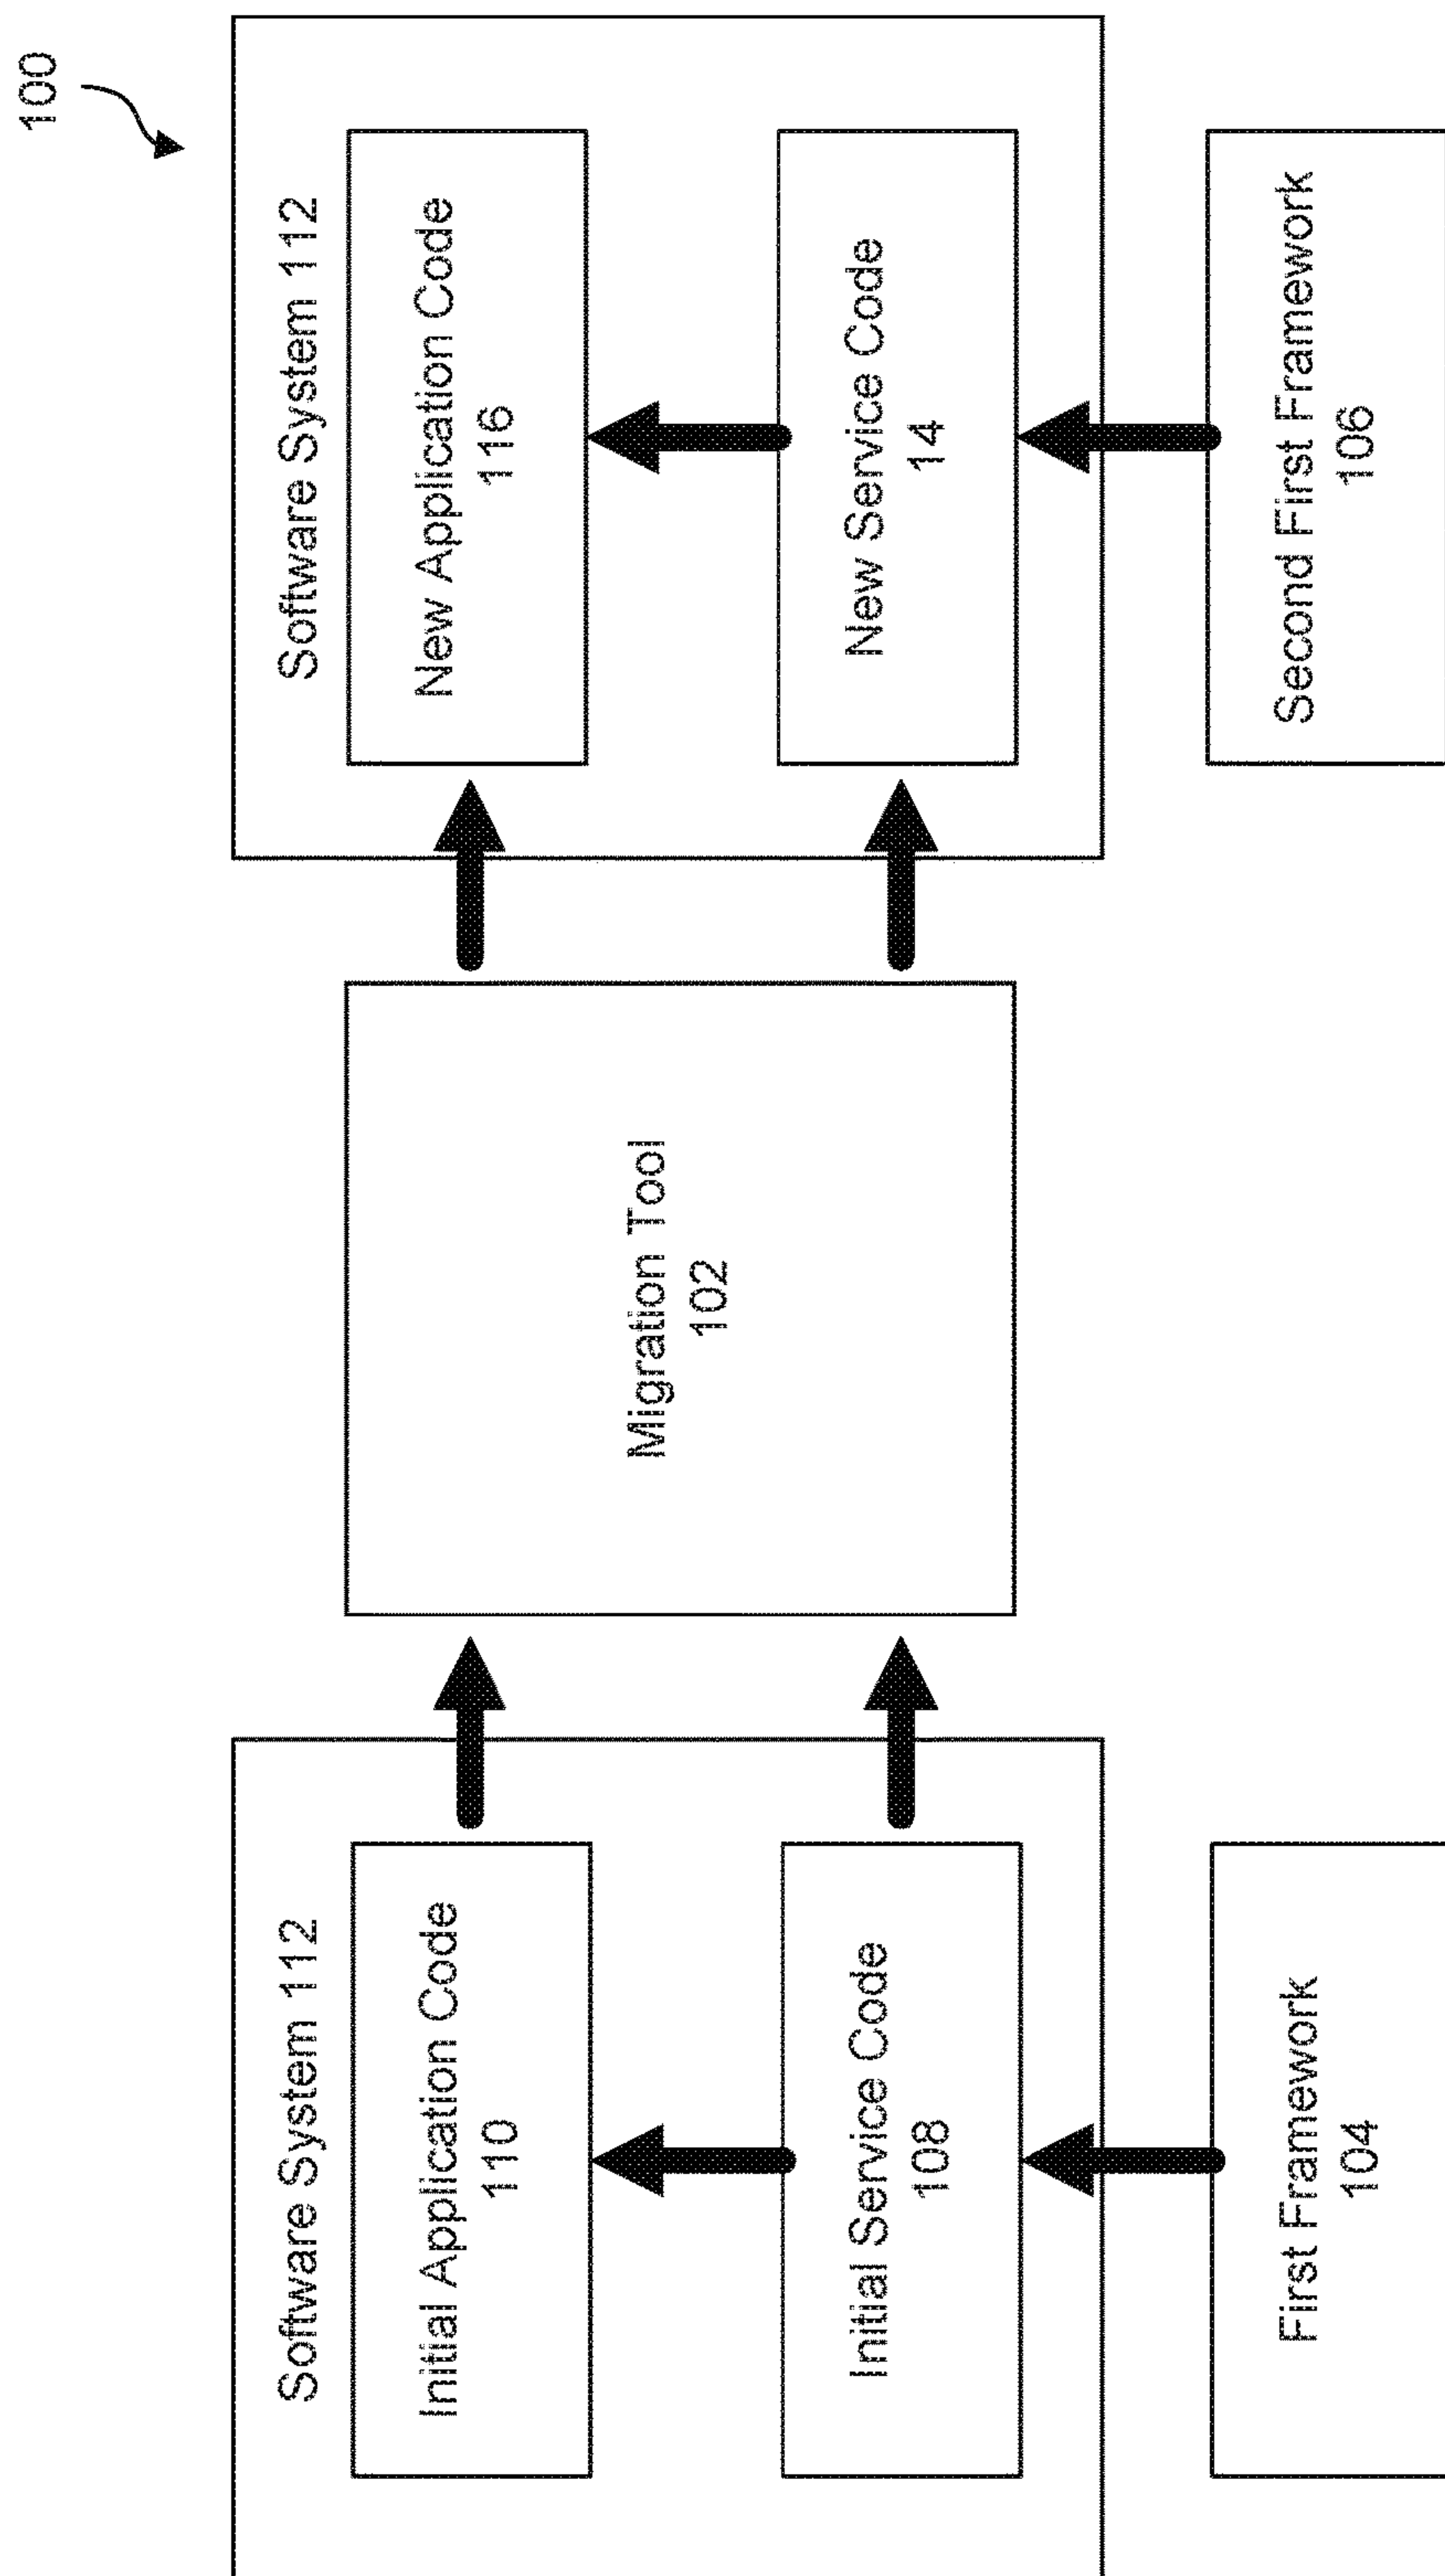 100
Software System 112
Initial Application Code
110
Initial Service Code
108
First Framework
104
Migration Tool
102
Software System 112
New Application Code
116
New Service Code
14
Second First Framework
106